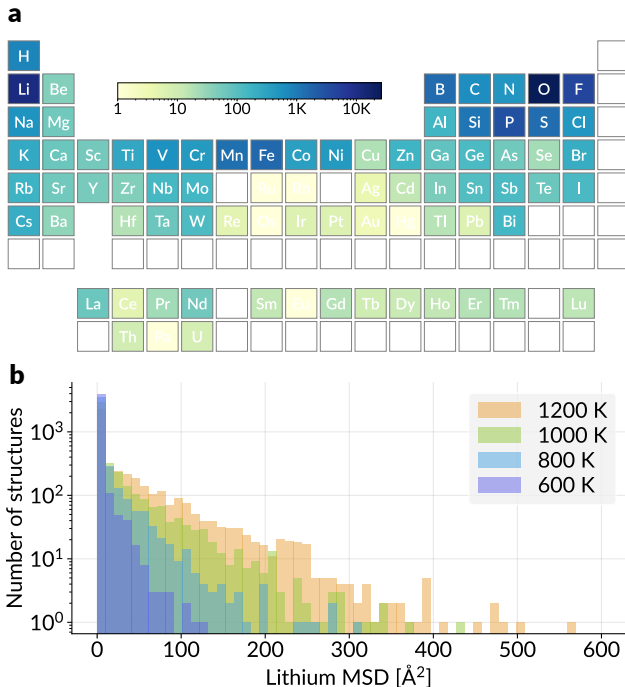 a
H
Li Be B C N O F
1 10 100 1K 10K
Na Mg Al Si P S Cl
K Ca Sc Ti V Cr Mn Fe Co Ni Cu Zn Ga Ge As Se Br
Rb Sr Y Zr Nb Mo Ag Cd In Sn Sb Te I
Cs Ba Hf Ta W Re Ir Pt Au Tl Pb Bi
La Ce Pr Nd Sm Gd Tb Dy Ho Er Tm Lu
Th U
b
Number of structures
10³
10²
10¹
10⁰
1200 K
1000 K
800 K
600 K
0 100 200 300 400 500 600
Lithium MSD [Å²]